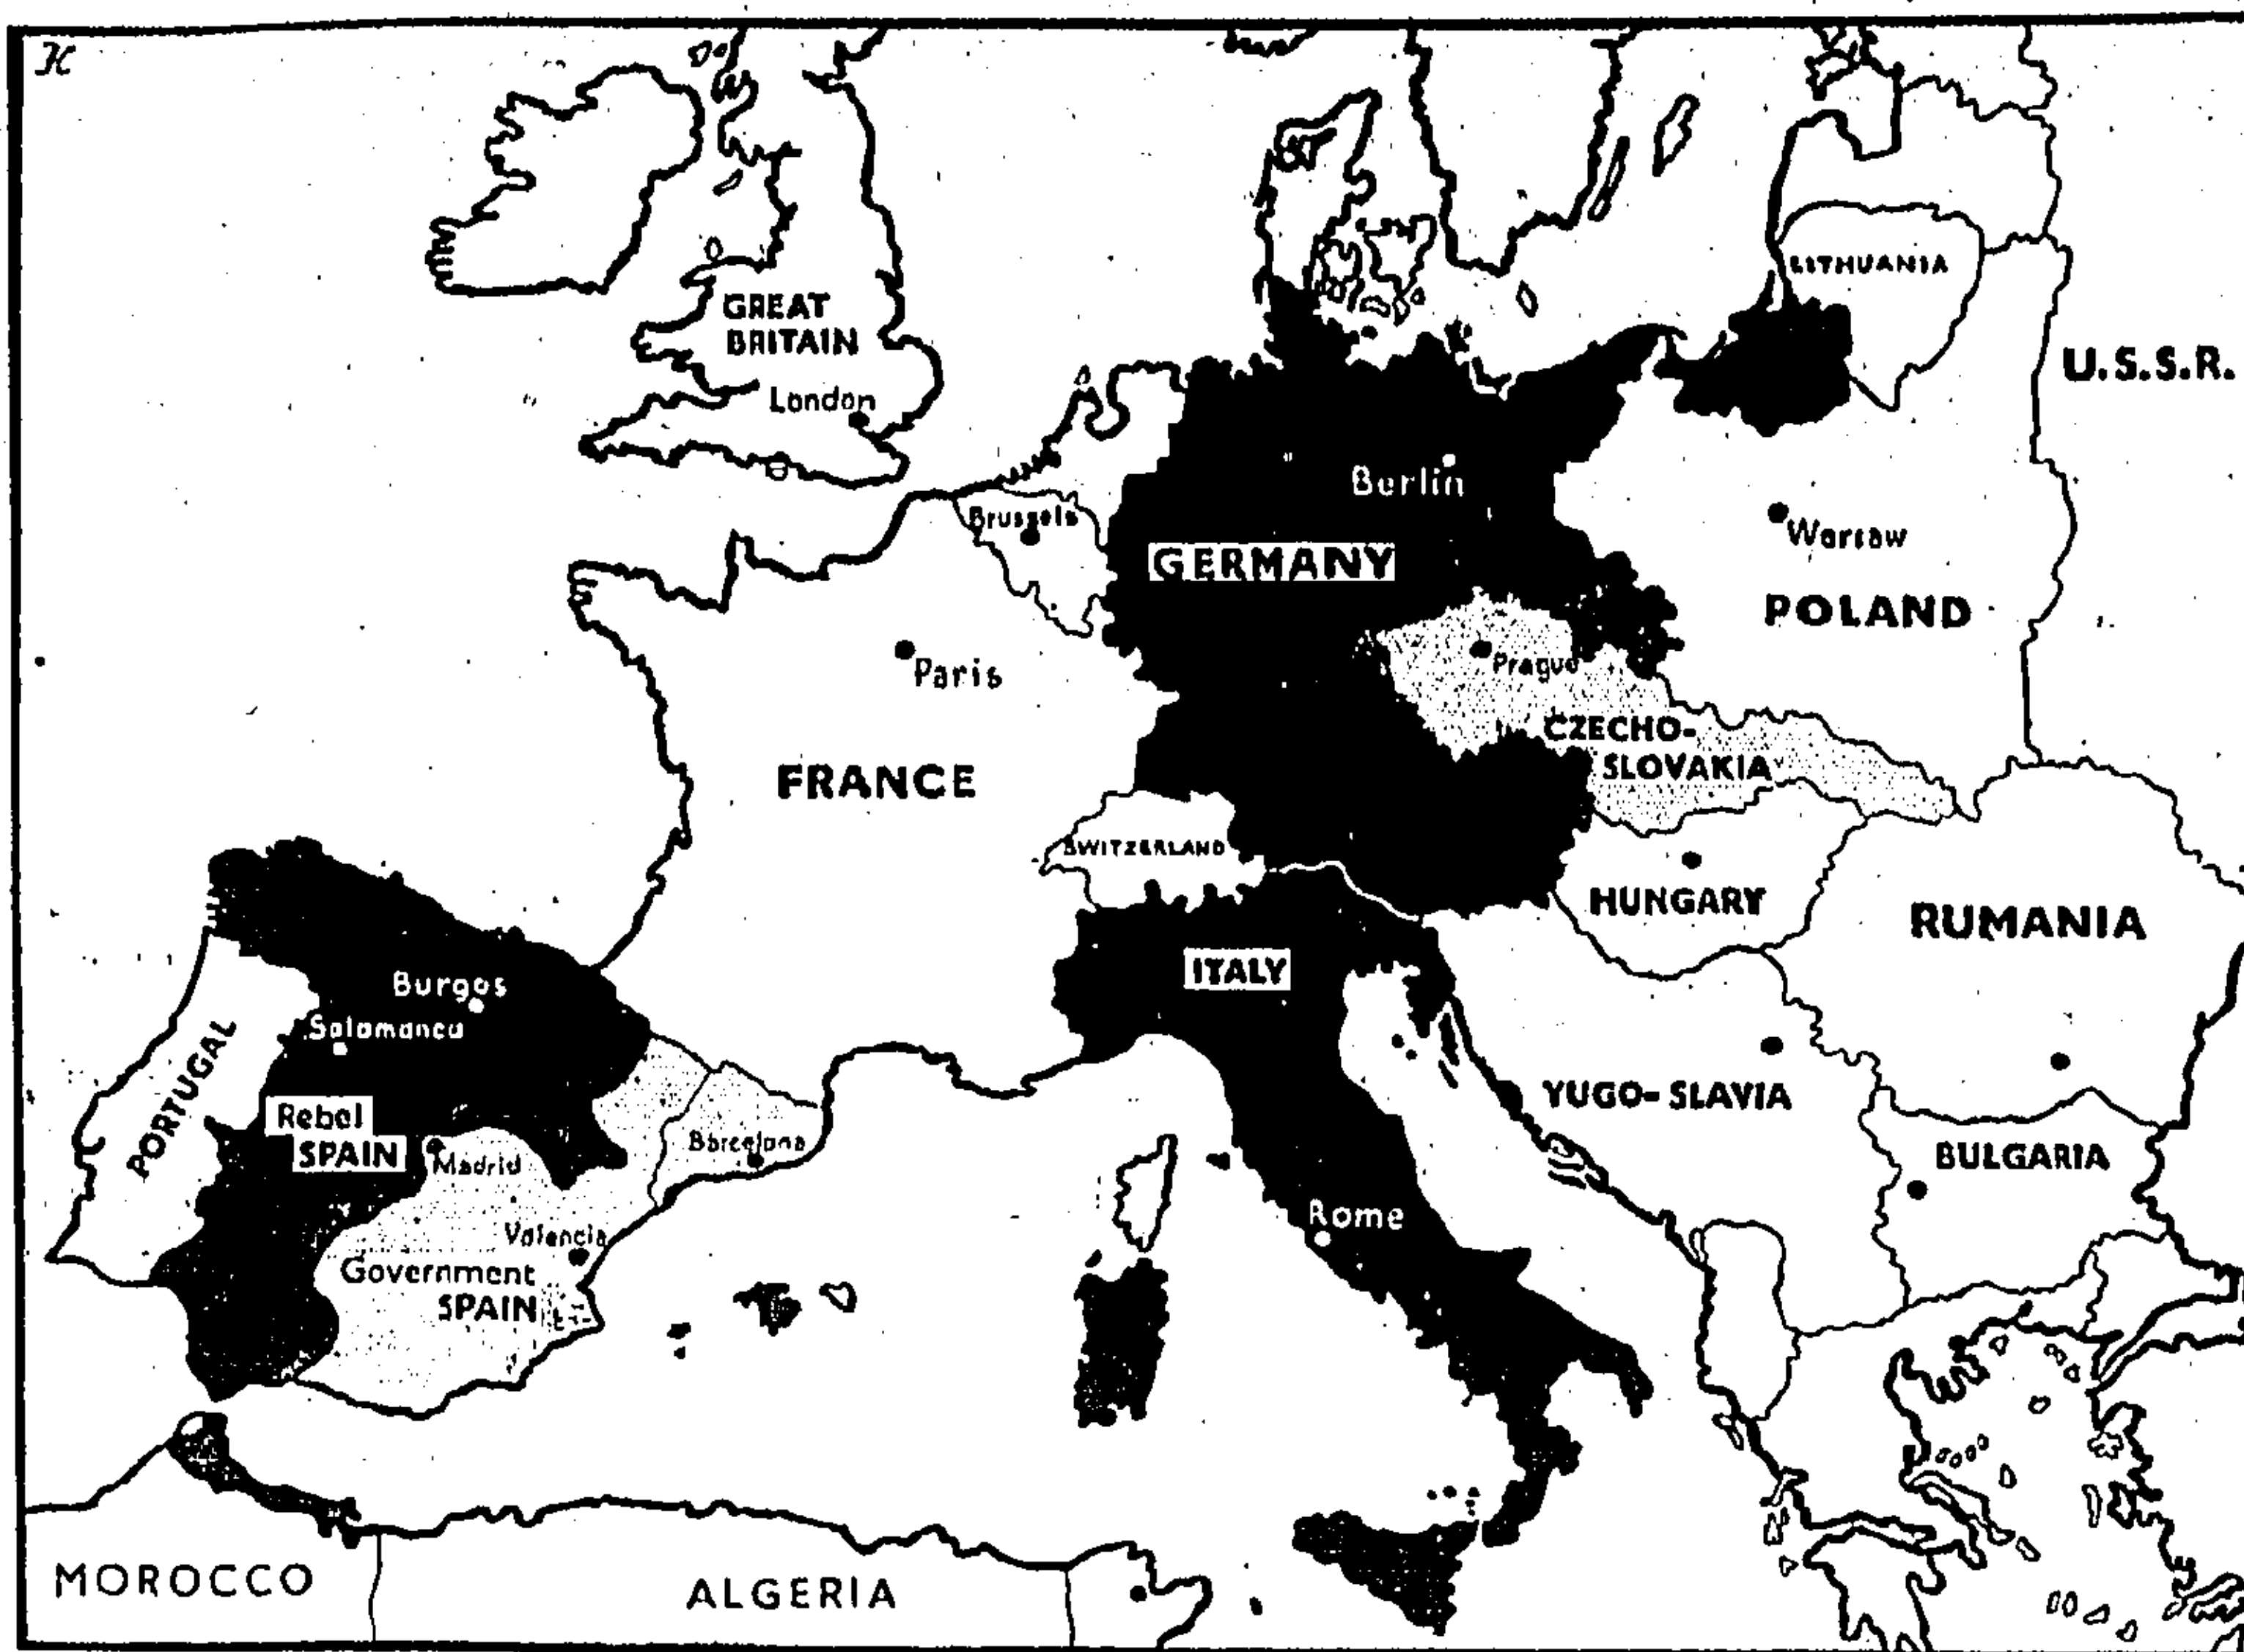 GREAT
BRITAIN
London
LITHUANIA
U.S.S.R.
Berlin
Brussels
Warsaw
GERMANY
POLAND
Paris
Prague
CZECHO-
SLOVAKIA
FRANCE
SWITZERLAND
HUNGARY
RUMANIA
ITALY
Burgos
Salamanca
PORTUGAL
YUGO-SLAVIA
Rebel
SPAIN
Madrid
Barcelona
BULGARIA
Rome
Valencia
Government
SPAIN
MOROCCO
ALGERIA